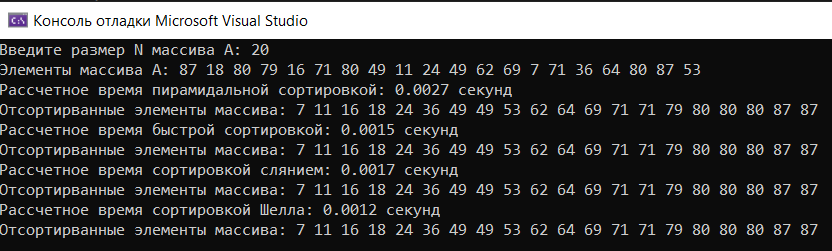 C:\ Консоль отладки Microsoft Visual Studio
Введите размер N массива A: 20
Элементы массива A: 87 18 80 79 16 71 80 49 11 24 49 62 69 7 71 36 64 80 87 53
Рассчетное время пирамидальной сортировкой: 0.0027 секунд
Отсортирванные элементы массива: 7 11 16 18 24 36 49 49 53 62 64 69 71 71 79 80 80 80 87 87
Рассчетное время быстрой сортировкой: 0.0015 секунд
Отсортирванные элементы массива: 7 11 16 18 24 36 49 49 53 62 64 69 71 71 79 80 80 80 87 87
Рассчетное время сортировкой слянием: 0.0017 секунд
Отсортирванные элементы массива: 7 11 16 18 24 36 49 49 53 62 64 69 71 71 79 80 80 80 87 87
Рассчетное время сортировкой Шелла: 0.0012 секунд
Отсортирванные элементы массива: 7 11 16 18 24 36 49 49 53 62 64 69 71 71 79 80 80 80 87 87